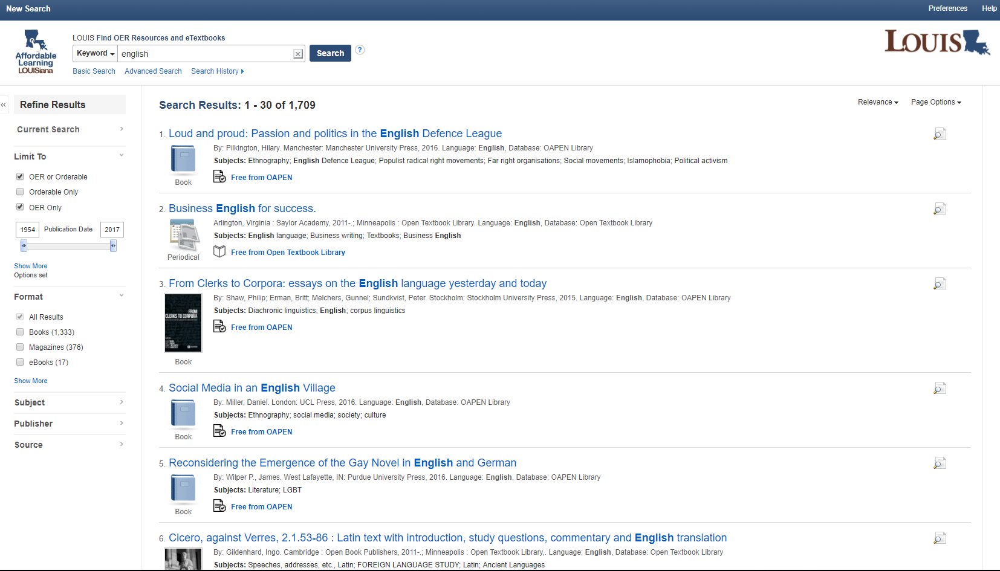 New Search
Preferences
Help
Affordable
Learning
LOUISiana
LOUIS Find OER Resources and eTextbooks
Keyword
english
Search
?
Basic Search
Advanced Search
Search History
LOUIS
«
Refine Results
Current Search
Limit To
OER or Orderable
Orderable Only
OER Only
1954
Publication Date
2017
Show More
Options set
Format
All Results
Books (1,333)
Magazines (376)
eBooks (17)
Show More
Subject
Publisher
Source
Search Results: 1 - 30 of 1,709
Relevance
Page Options
1. Loud and proud: Passion and politics in the English Defence League
By: Pilkington, Hilary. Manchester: Manchester University Press, 2016. Language: English, Database: OAPEN Library
Subjects: Ethnography; English Defence League; Populist radical right movements; Far right organisations; Social movements; Islamophobia; Political activism
Free from OAPEN
Book
2. Business English for success.
Arlington, Virginia : Saylor Academy, 2011-.; Minneapolis : Open Textbook Library. Language: English, Database: Open Textbook Library
Subjects: English language; Business writing; Textbooks; Business English
Free from Open Textbook Library
Periodical
3. From Clerks to Corpora: essays on the English language yesterday and today
By: Shaw, Philip; Erman, Britt; Melchers, Gunnel; Sundkvist, Peter. Stockholm: Stockholm University Press, 2015. Language: English, Database: OAPEN Library
Subjects: Diachronic linguistics; English; corpus linguistics
Free from OAPEN
FROM
CLERKS TO CORPORA
Book
4. Social Media in an English Village
By: Miller, Daniel. London: UCL Press, 2016. Language: English, Database: OAPEN Library
Subjects: Ethnography; social media; society; culture
Free from OAPEN
Book
5. Reconsidering the Emergence of the Gay Novel in English and German
By: Wilper P., James. West Lafayette, IN: Purdue University Press, 2016. Language: English, Database: OAPEN Library
Subjects: Literature; LGBT
Free from OAPEN
Book
6. Cicero, against Verres, 2.1.53-86 : Latin text with introduction, study questions, commentary and English translation
By: Gildenhard, Ingo. Cambridge : Open Book Publishers, 2011-.; Minneapolis : Open Textbook Library,. Language: English, Database: Open Textbook Library
Subjects: Speeches, addresses, etc., Latin; FOREIGN LANGUAGE STUDY; Latin; Ancient Languages